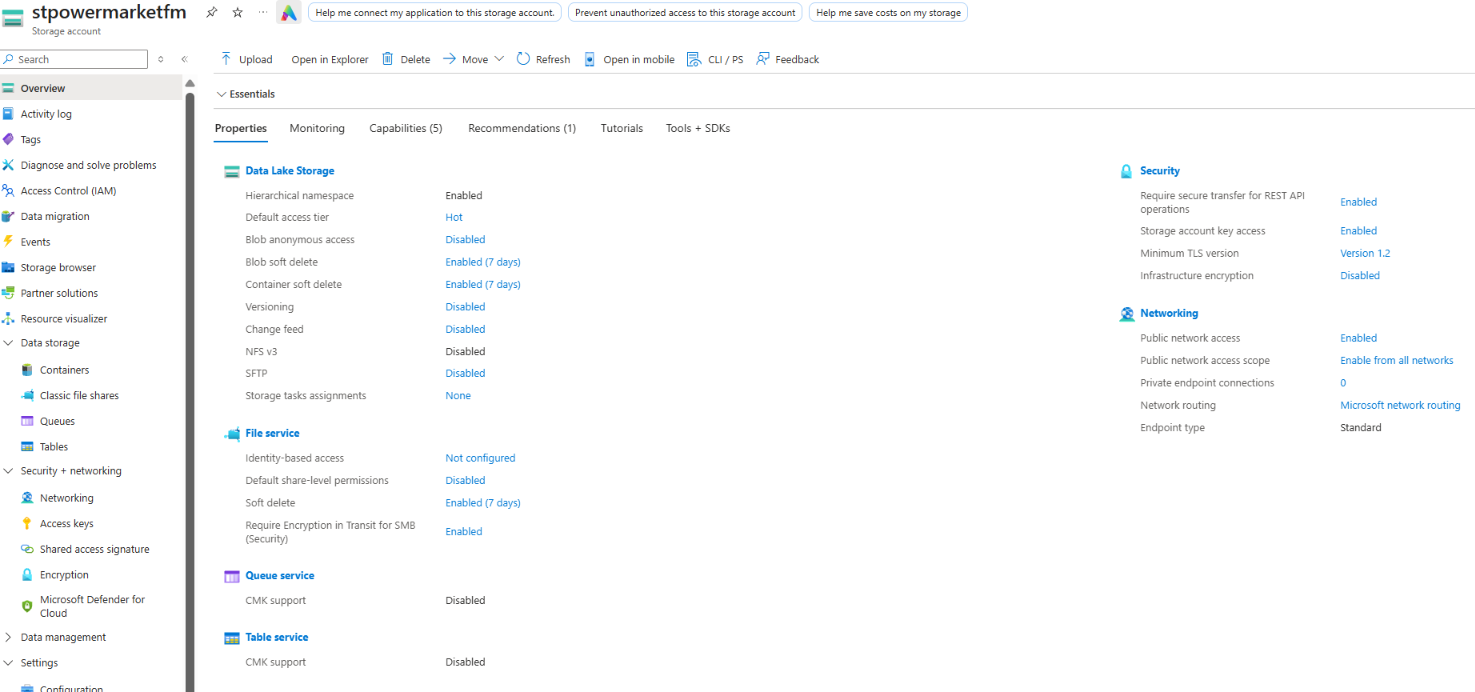 stpowermarketfm
Storage account
Help me connect my application to this storage account.
Prevent unauthorized access to this storage account
Help me save costs on my storage
Search
Overview
Activity log
Tags
Diagnose and solve problems
Access Control (IAM)
Data migration
Events
Storage browser
Partner solutions
Resource visualizer
Data storage
Containers
Classic file shares
Queues
Tables
Security + networking
Networking
Access keys
Shared access signature
Encryption
Microsoft Defender for
Cloud
Data management
Settings
Configuration
Upload Open in Explorer Delete Move Refresh Open in mobile CLI / PS Feedback
Essentials
Properties Monitoring Capabilities (5) Recommendations (1) Tutorials Tools + SDKs
Data Lake Storage
Hierarchical namespace Enabled
Default access tier Hot
Blob anonymous access Disabled
Blob soft delete Enabled (7 days)
Container soft delete Enabled (7 days)
Versioning Disabled
Change feed Disabled
NFS v3 Disabled
SFTP Disabled
Storage tasks assignments None
File service
Identity-based access Not configured
Default share-level permissions Disabled
Soft delete Enabled (7 days)
Require Encryption in Transit for SMB
(Security) Enabled
Queue service
CMK support Disabled
Table service
CMK support Disabled
Security
Require secure transfer for REST API
operations Enabled
Storage account key access Enabled
Minimum TLS version Version 1.2
Infrastructure encryption Disabled
Networking
Public network access Enabled
Public network access scope Enable from all networks
Private endpoint connections 0
Network routing Microsoft network routing
Endpoint type Standard